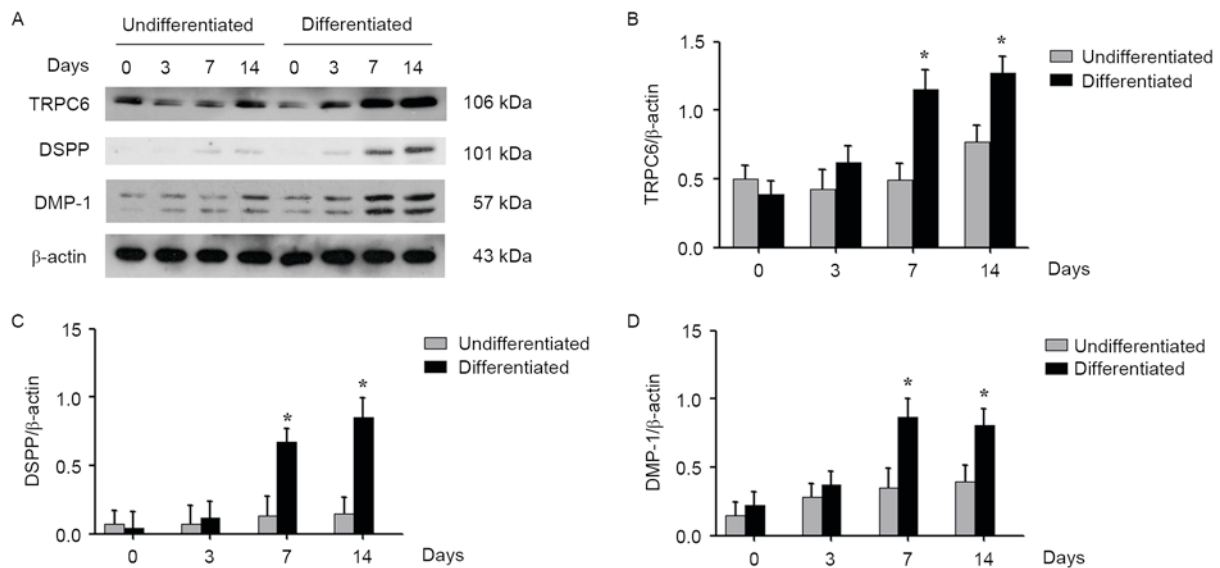 A
Undifferentiated Differentiated
Days 0 3 7 14 0 3 7 14
TRPC6 106 kDa
DSPP 101 kDa
DMP-1 57 kDa
β-actin 43 kDa
B
TRPC6/β-actin
1.5
1.0
0.5
0.0
* *
0 3 7 14 Days
Undifferentiated
Differentiated
C
DSPP/β-actin
15
1.0
0.5
0.0
* *
0 3 7 14 Days
Undifferentiated
Differentiated
D
DMP-1/β-actin
15
1.0
0.5
0.0
* *
0 3 7 14 Days
Undifferentiated
Differentiated